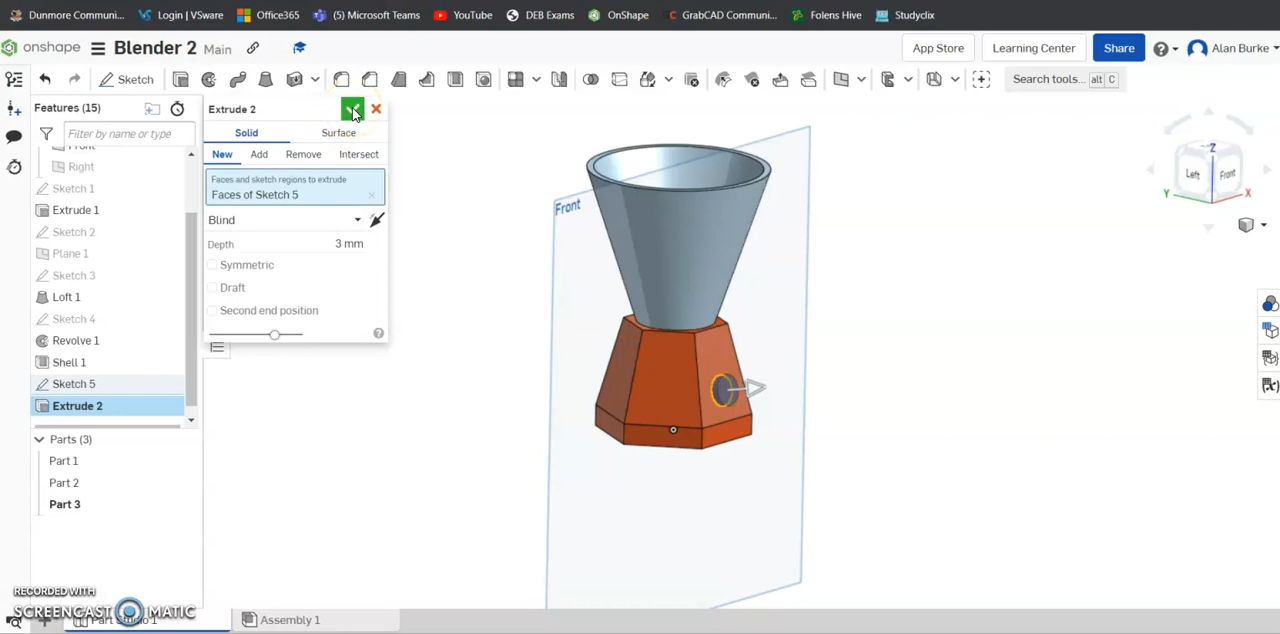 Dunmore Communi...
Login | VSware
Office365
(5) Microsoft Teams
YouTube
DEB Exams
OnShape
GrabCAD Communi...
Folens Hive
Studyclix
onshape
Blender 2 Main
App Store
Learning Center
Share
Alan Burke
Sketch
Search tools... alt C
Features (15)
Filter by name or type
Front
Right
Sketch 1
Extrude 1
Sketch 2
Plane 1
Sketch 3
Loft 1
Sketch 4
Revolve 1
Shell 1
Sketch 5
Extrude 2
Parts (3)
Part 1
Part 2
Part 3
Extrude 2
Solid Surface
New Add Remove Intersect
Faces and sketch regions to extrude
Faces of Sketch 5
Blind
Depth 3 mm
Symmetric
Draft
Second end position
Front
Z
Left Front
Y X
RECORDED WITH
SCREENCAST MATIC
Part Studio 1
Assembly 1